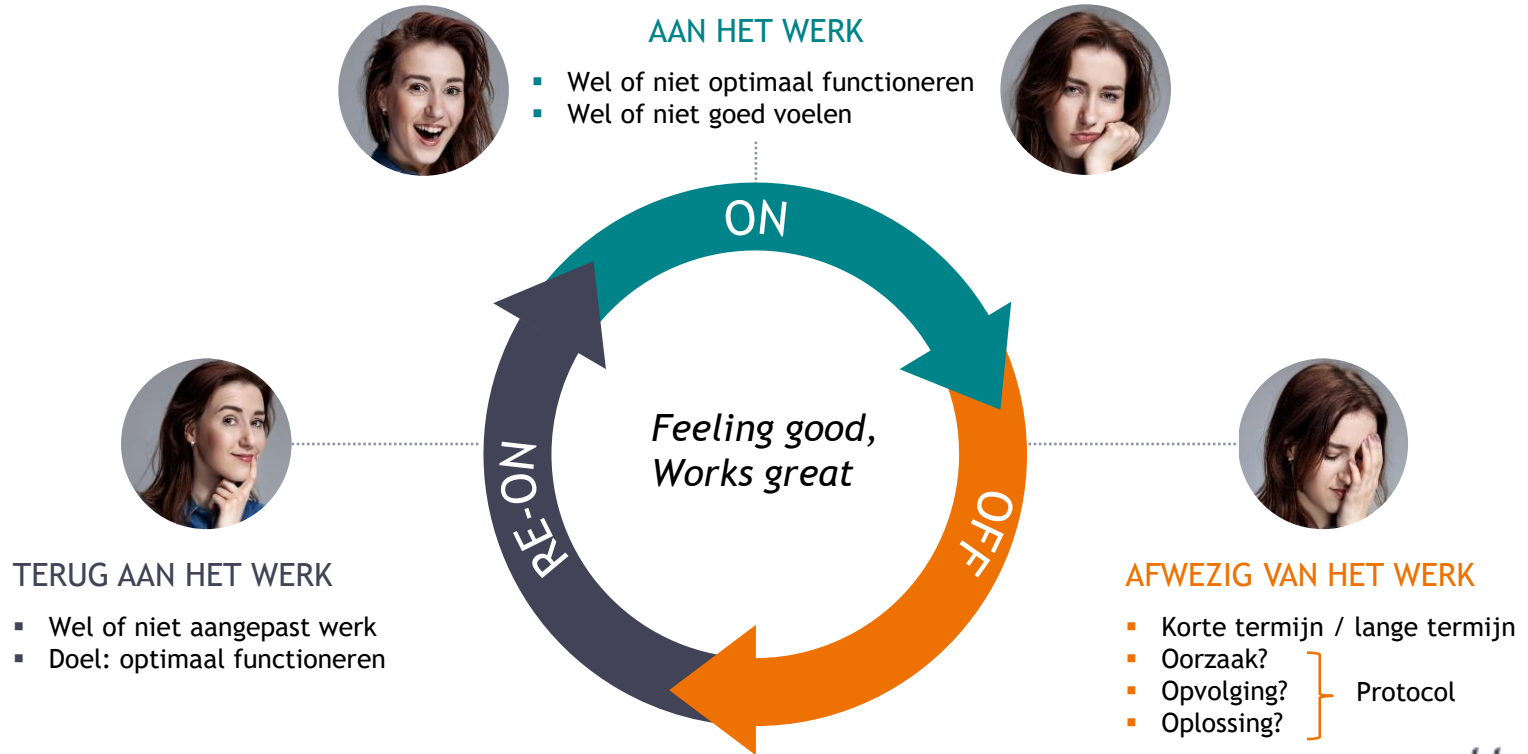 AAN HET WERK
▪ Wel of niet optimaal functioneren
▪ Wel of niet goed voelen
ON
Feeling good,
Works great
RE-ON
OFF
TERUG AAN HET WERK
▪ Wel of niet aangepast werk
▪ Doel: optimaal functioneren
AFWEZIG VAN HET WERK
▪ Korte termijn / lange termijn
▪ Oorzaak?
▪ Opvolging? Protocol
▪ Oplossing?